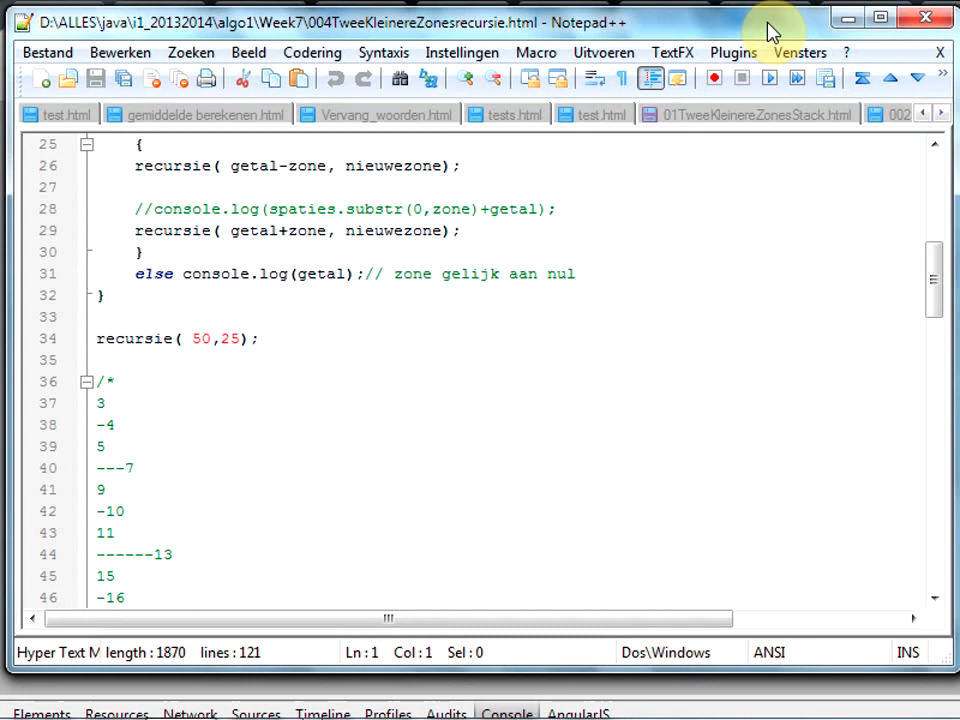 D:\ALLES\java\i1_20132014\algo1\Week7\004TweeKleinereZonesrecursie.html - Notepad++
Bestand Bewerken Zoeken Beeld Codering Syntaxis Instellingen Macro Uitvoeren TextFX Plugins Vensters ? X
test.html gemiddelde berekenen.html Vervang_woorden.html tests.html test.html 01TweeKleinereZonesStack.html 002
25 {
26 recursie( getal-zone, nieuwezone);
27
28 //console.log(spaties.substr(0,zone)+getal);
29 recursie( getal+zone, nieuwezone);
30 }
31 else console.log(getal);// zone gelijk aan nul
32 }
33
34 recursie( 50,25);
35
36 /*
37 3
38 -4
39 5
40 ---7
41 9
42 -10
43 11
44 ------13
45 15
46 -16
Hyper Text M length : 1870 lines : 121 Ln : 1 Col : 1 Sel : 0 Dos\Windows ANSI INS
Elements Resources Network Sources Timeline Profiles Audits Console AngularJS